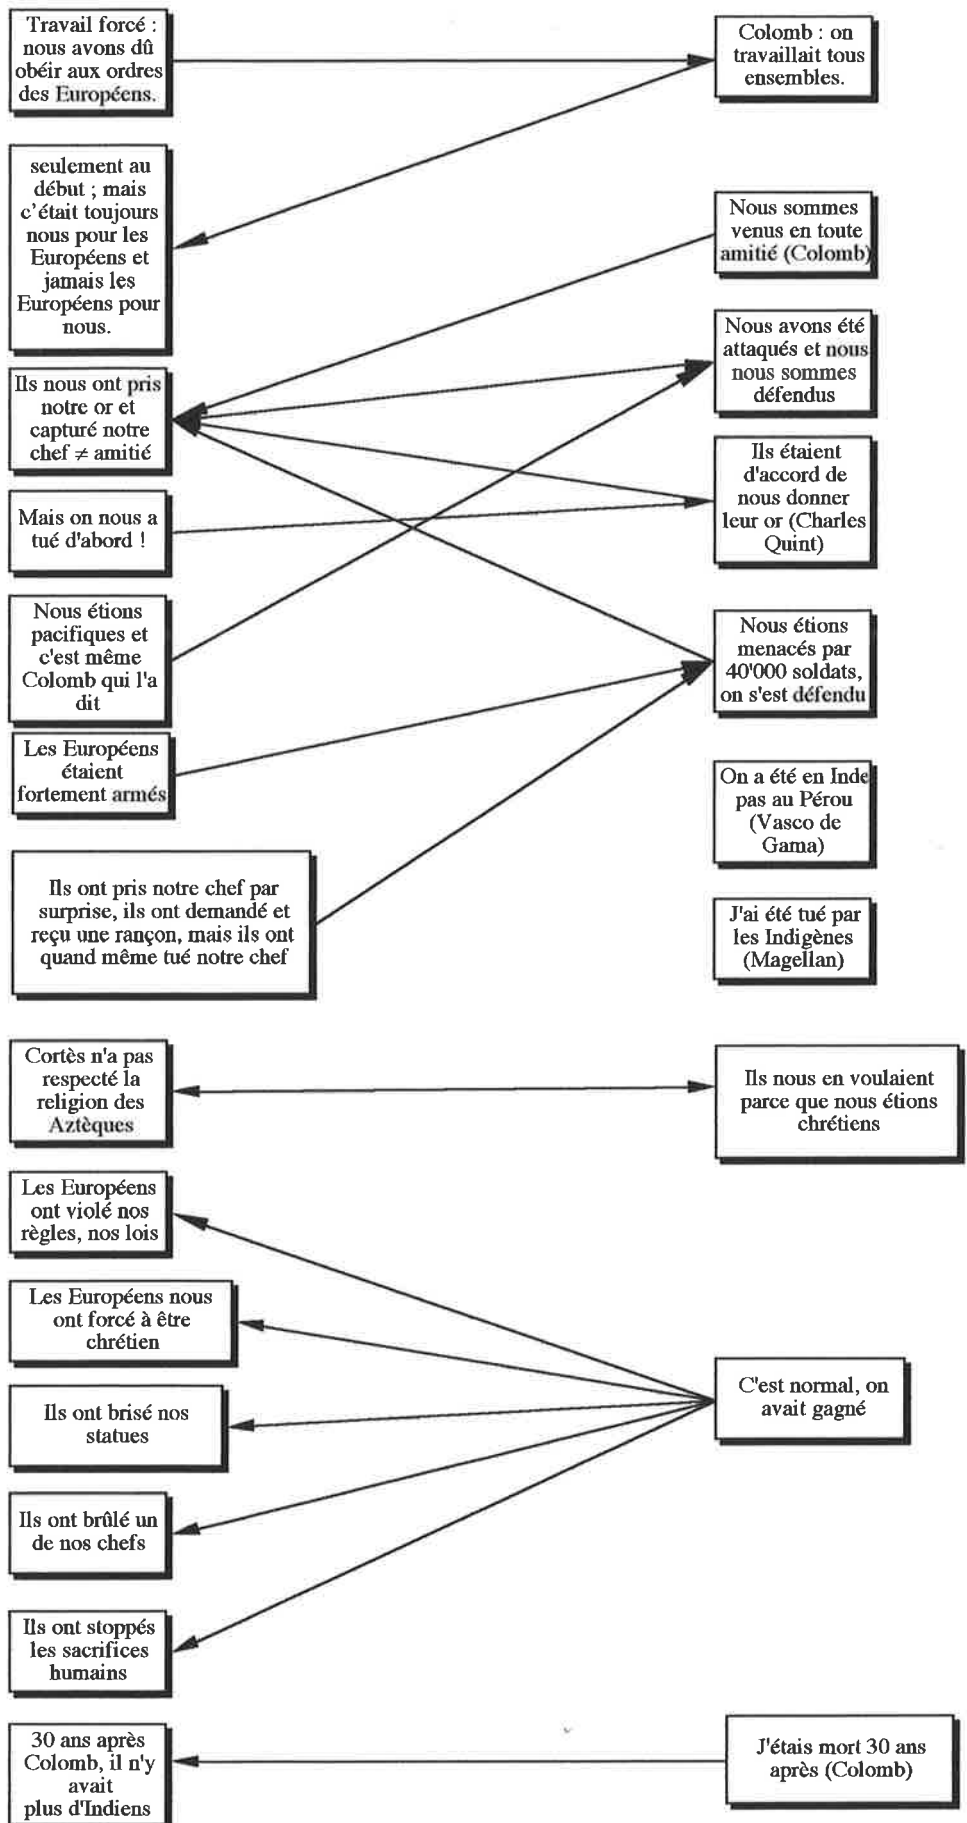 Travail forcé :
nous avons dû
obéir aux ordres
des Européens.
Colomb : on
travaillait tous
ensembles.
seulement au
début ; mais
c'était toujours
nous pour les
Européens et
jamais les
Européens pour
nous.
Nous sommes
venus en toute
amitié (Colomb)
Nous avons été
attaqués et nous
nous sommes
défendus
Ils nous ont pris
notre or et
capturé notre
chef ≠ amitié
Ils étaient
d'accord de
nous donner
leur or (Charles
Quint)
Mais on nous a
tué d'abord !
Nous étions
pacifiques et
c'est même
Colomb qui l'a
dit
Nous étions
menacés par
40'000 soldats,
on s'est défendu
Les Européens
étaient
fortement armés
On a été en Inde
pas au Pérou
(Vasco de
Gama)
Ils ont pris notre chef par
surprise, ils ont demandé et
reçu une rançon, mais ils ont
quand même tué notre chef
J'ai été tué par
les Indigènes
(Magellan)
Cortès n'a pas
respecté la
religion des
Aztèques
Ils nous en voulaient
parce que nous étions
chrétiens
Les Européens
ont violé nos
règles, nos lois
Les Européens nous
ont forcé à être
chrétien
C'est normal, on
avait gagné
Ils ont brisé nos
statues
Ils ont brûlé un
de nos chefs
Ils ont stoppés
les sacrifices
humains
30 ans après
Colomb, il n'y
avait
plus d'Indiens
J'étais mort 30 ans
après (Colomb)